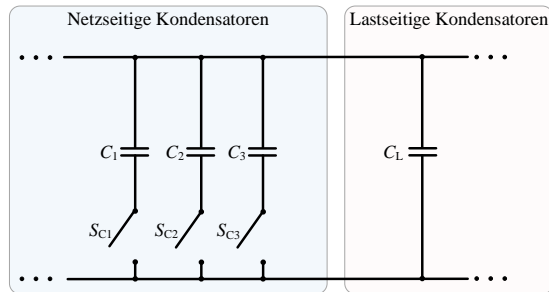 Netzseitige Kondensatoren
Lastseitige Kondensatoren
C1
C2
C3
CL
SC1
SC2
SC3